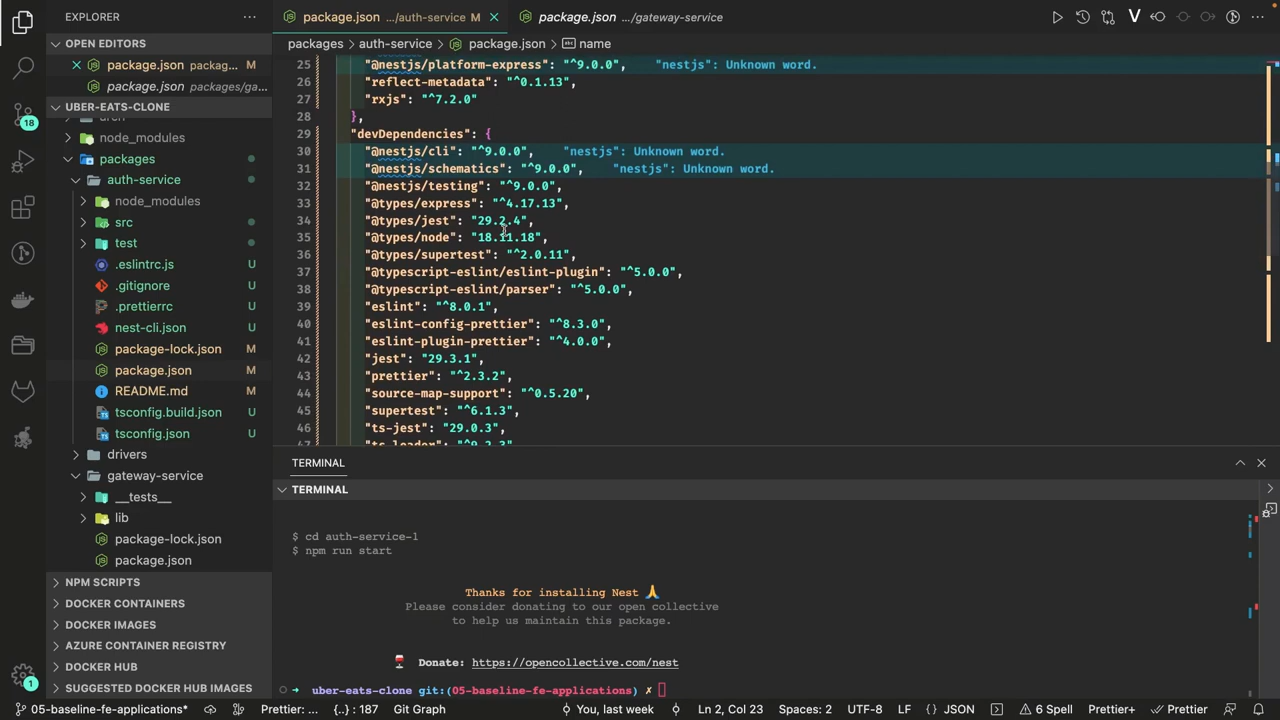 EXPLORER
OPEN EDITORS
package.json packag... M
package.json packages/ga...
UBER-EATS-CLONE
node_modules
packages
auth-service
node_modules
src
test
.eslintrc.js U
.gitignore U
.prettierrc U
nest-cli.json U
package-lock.json M
package.json M
README.md M
tsconfig.build.json U
tsconfig.json U
drivers
gateway-service
__tests__
lib
package-lock.json
package.json
NPM SCRIPTS
DOCKER CONTAINERS
DOCKER IMAGES
AZURE CONTAINER REGISTRY
DOCKER HUB
SUGGESTED DOCKER HUB IMAGES
18
1
package.json .../auth-service M
package.json .../gateway-service
packages > auth-service > package.json > name
25 "@nestjs/platform-express": "^9.0.0", "nestjs": Unknown word.
26 "reflect-metadata": "^0.1.13",
27 "rxjs": "^7.2.0"
28 },
29 "devDependencies": {
30 "@nestjs/cli": "^9.0.0", "nestjs": Unknown word.
31 "@nestjs/schematics": "^9.0.0", "nestjs": Unknown word.
32 "@nestjs/testing": "^9.0.0",
33 "@types/express": "^4.17.13",
34 "@types/jest": "29.2.4",
35 "@types/node": "18.11.18",
36 "@types/supertest": "^2.0.11",
37 "@typescript-eslint/eslint-plugin": "^5.0.0",
38 "@typescript-eslint/parser": "^5.0.0",
39 "eslint": "^8.0.1",
40 "eslint-config-prettier": "^8.3.0",
41 "eslint-plugin-prettier": "^4.0.0",
42 "jest": "29.3.1",
43 "prettier": "^2.3.2",
44 "source-map-support": "^0.5.20",
45 "supertest": "^6.1.3",
46 "ts-jest": "29.0.3",
47 "ts-loader": "^9.2.3",
TERMINAL
TERMINAL
$ cd auth-service-1
$ npm run start
Thanks for installing Nest 🙏
Please consider donating to our open collective
to help us maintain this package.
🍷 Donate: https://opencollective.com/nest
➜ uber-eats-clone git:(05-baseline-fe-applications) ✗
05-baseline-fe-applications* Prettier: ... {..} : 187 Git Graph You, last week Ln 2, Col 23 Spaces: 2 UTF-8 LF {} JSON 6 Spell Prettier+ Prettier